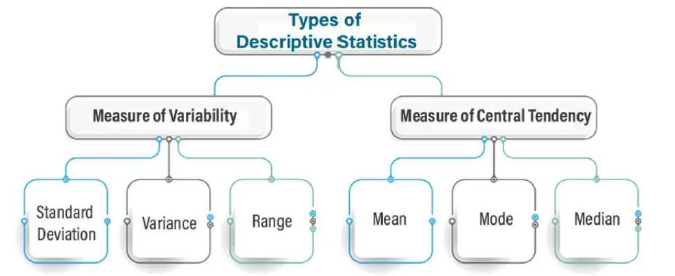 Types of
Descriptive Statistics
Measure of Variability
Measure of Central Tendency
Standard
Deviation
Variance
Range
Mean
Mode
Median